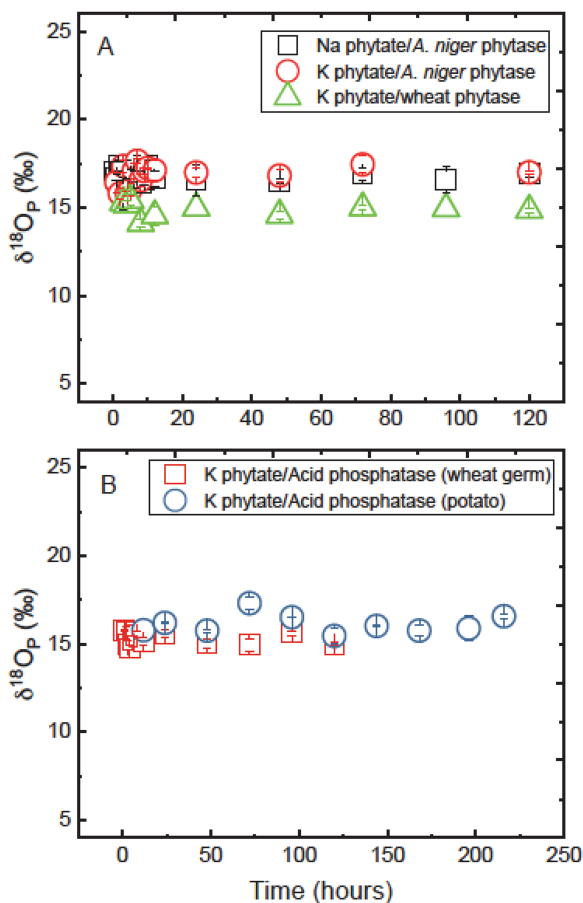 A
Na phytate/A. niger phytase
K phytate/A. niger phytase
K phytate/wheat phytase
25
20
15
10
5
δ18OP (‰)
0 20 40 60 80 100 120
B
K phytate/Acid phosphatase (wheat germ)
K phytate/Acid phosphatase (potato)
25
20
15
10
5
δ18OP (‰)
0 50 100 150 200 250
Time (hours)